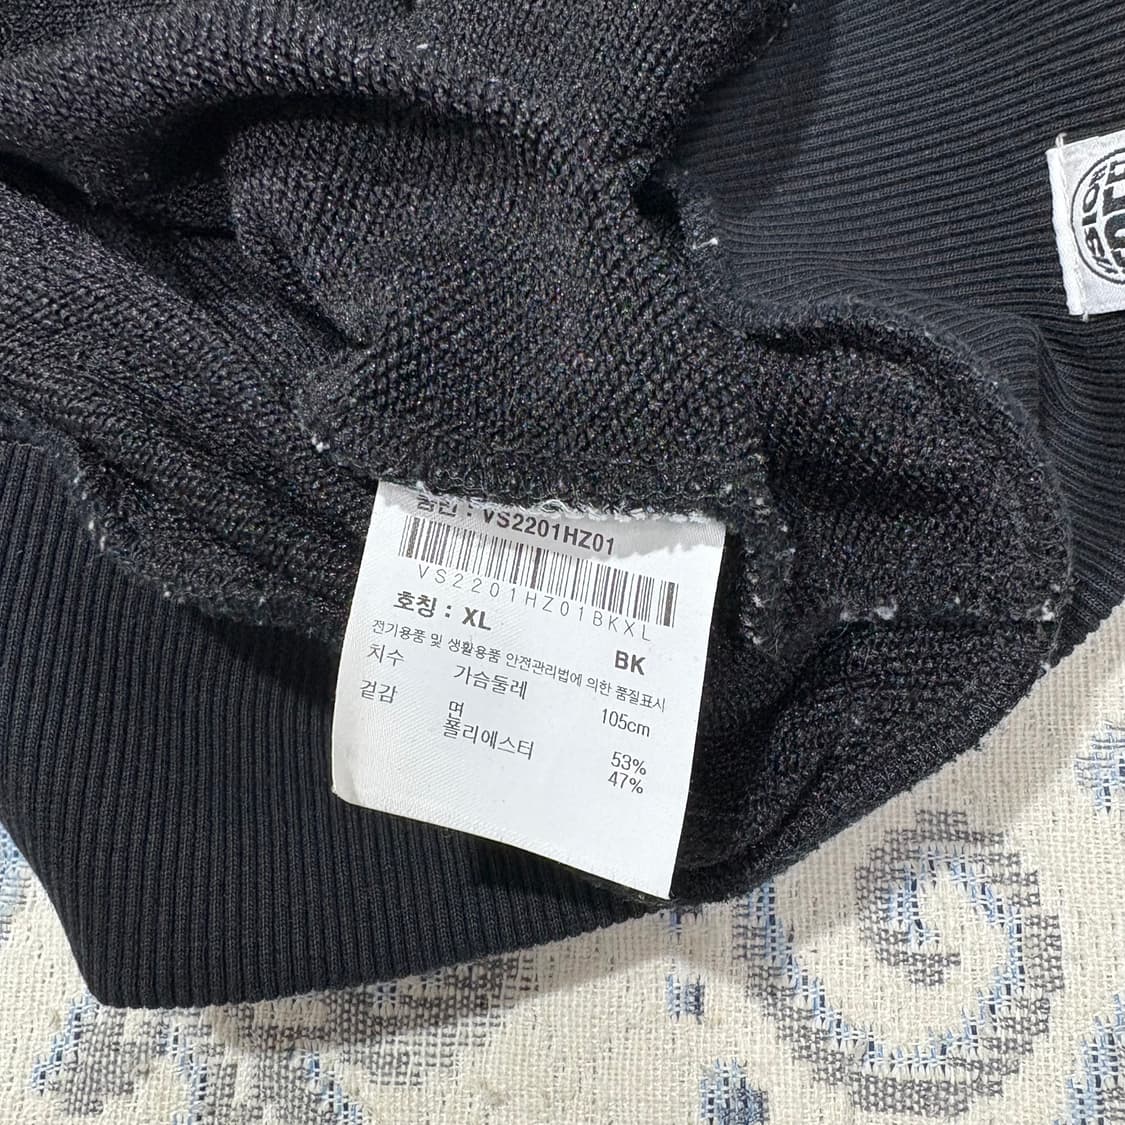 품번 : VS2201HZ01
VS2201HZ01BKXL
호칭 : XL
BK
전기용품 및 생활용품 안전관리법에 의한 품질표시
치수 가슴둘레 105cm
겉감 면 53%
폴리에스터 47%